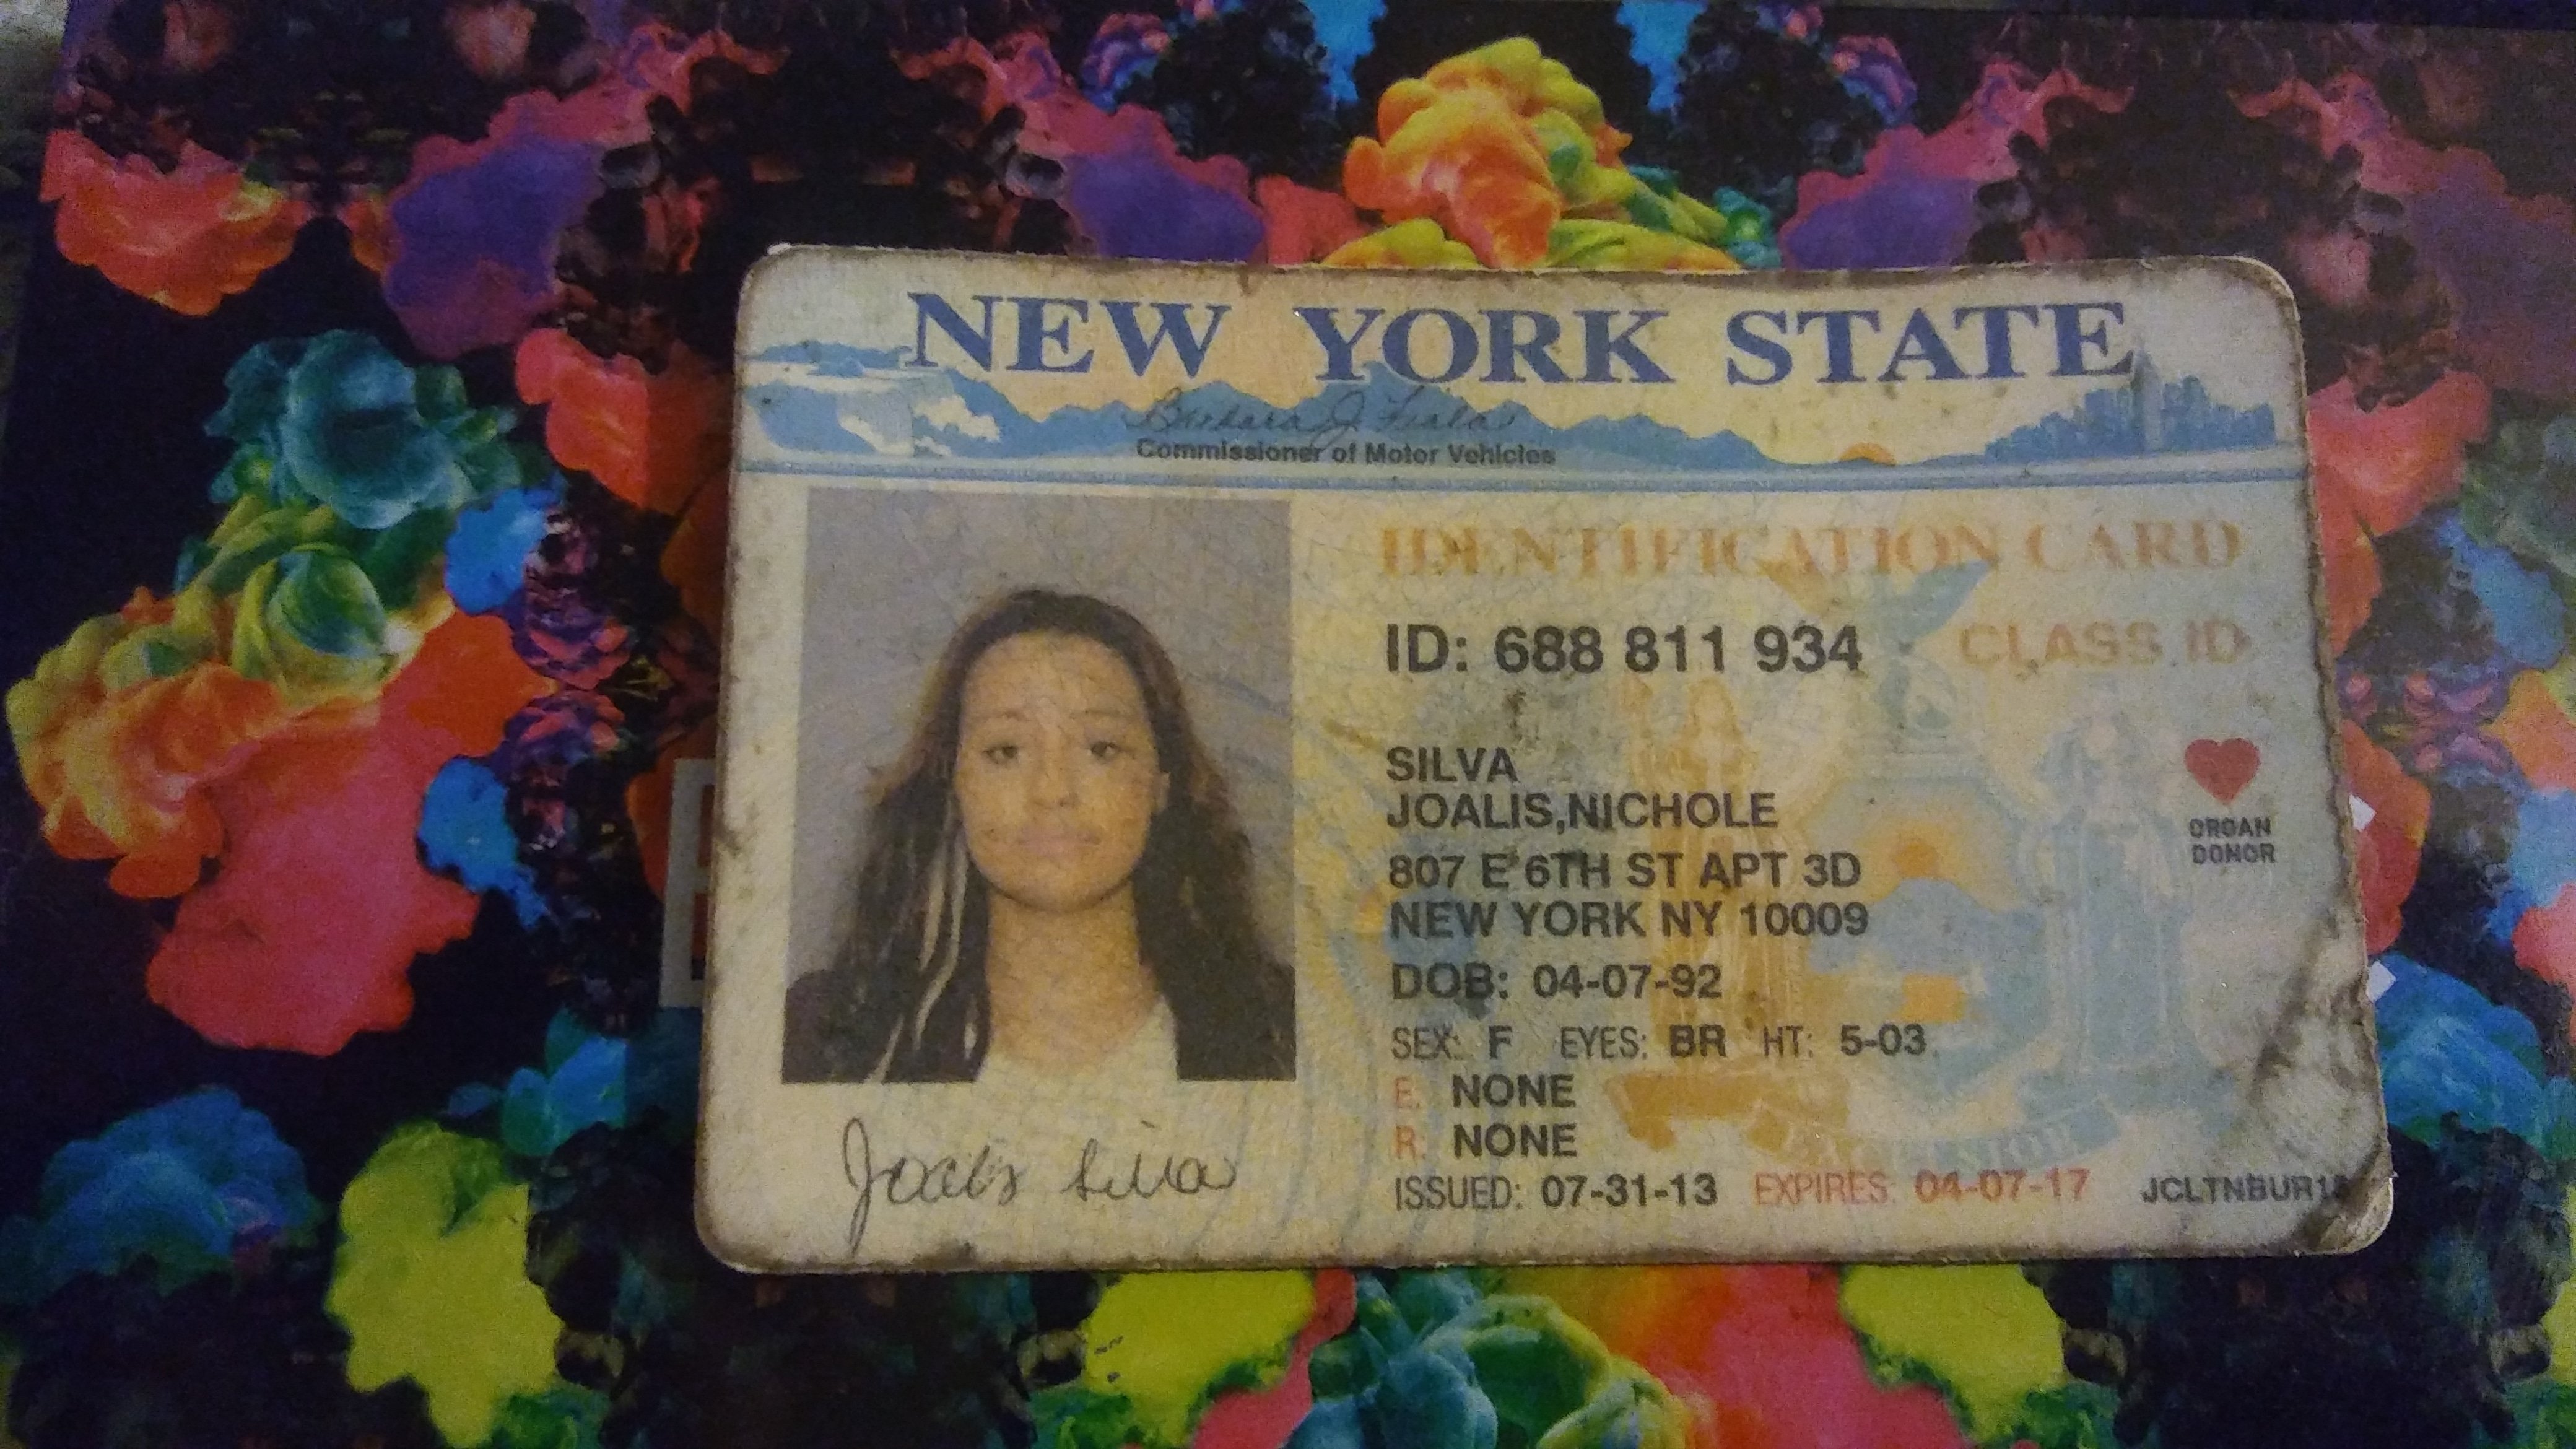 NEW YORK STATE
Barbara J. Fiala
Commissioner of Motor Vehicles
IDENTIFICATION CARD
ID: 688 811 934 CLASS ID
SILVA
JOALIS,NICHOLE
807 E 6TH ST APT 3D
NEW YORK NY 10009
DOB: 04-07-92
SEX: F EYES: BR HT: 5-03
E: NONE
R: NONE
ISSUED: 07-31-13 EXPIRES: 04-07-17
ORGAN
DONOR
Joalis Silva
EXCELSIOR